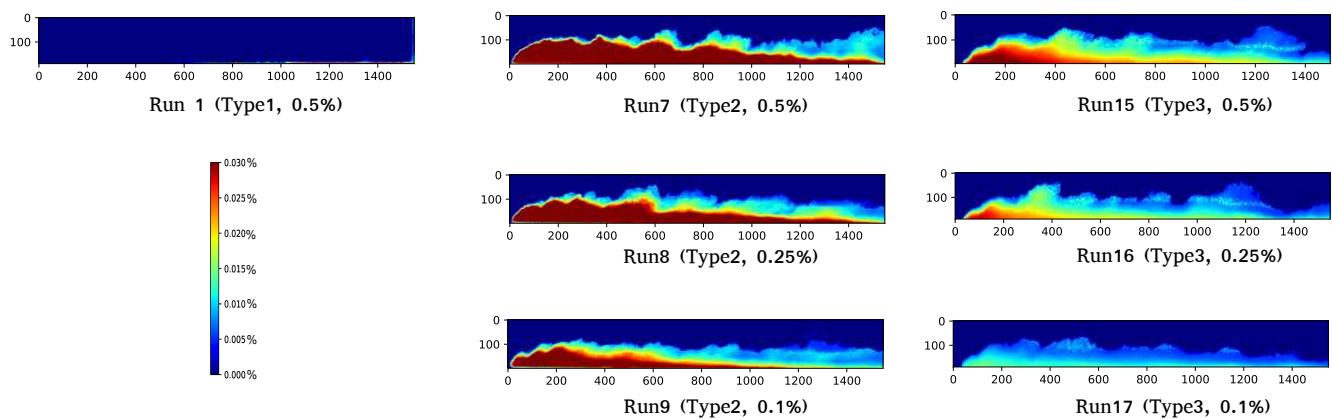 0
100
0 200 400 600 800 1000 1200 1400
Run 1 (Type1, 0.5%)
0
100
0 200 400 600 800 1000 1200 1400
Run7 (Type2, 0.5%)
0
100
0 200 400 600 800 1000 1200 1400
Run15 (Type3, 0.5%)
0.030%
0.025%
0.020%
0.015%
0.010%
0.005%
0.000%
0
100
0 200 400 600 800 1000 1200 1400
Run8 (Type2, 0.25%)
0
100
0 200 400 600 800 1000 1200 1400
Run16 (Type3, 0.25%)
0
100
0 200 400 600 800 1000 1200 1400
Run9 (Type2, 0.1%)
0
100
0 200 400 600 800 1000 1200 1400
Run17 (Type3, 0.1%)